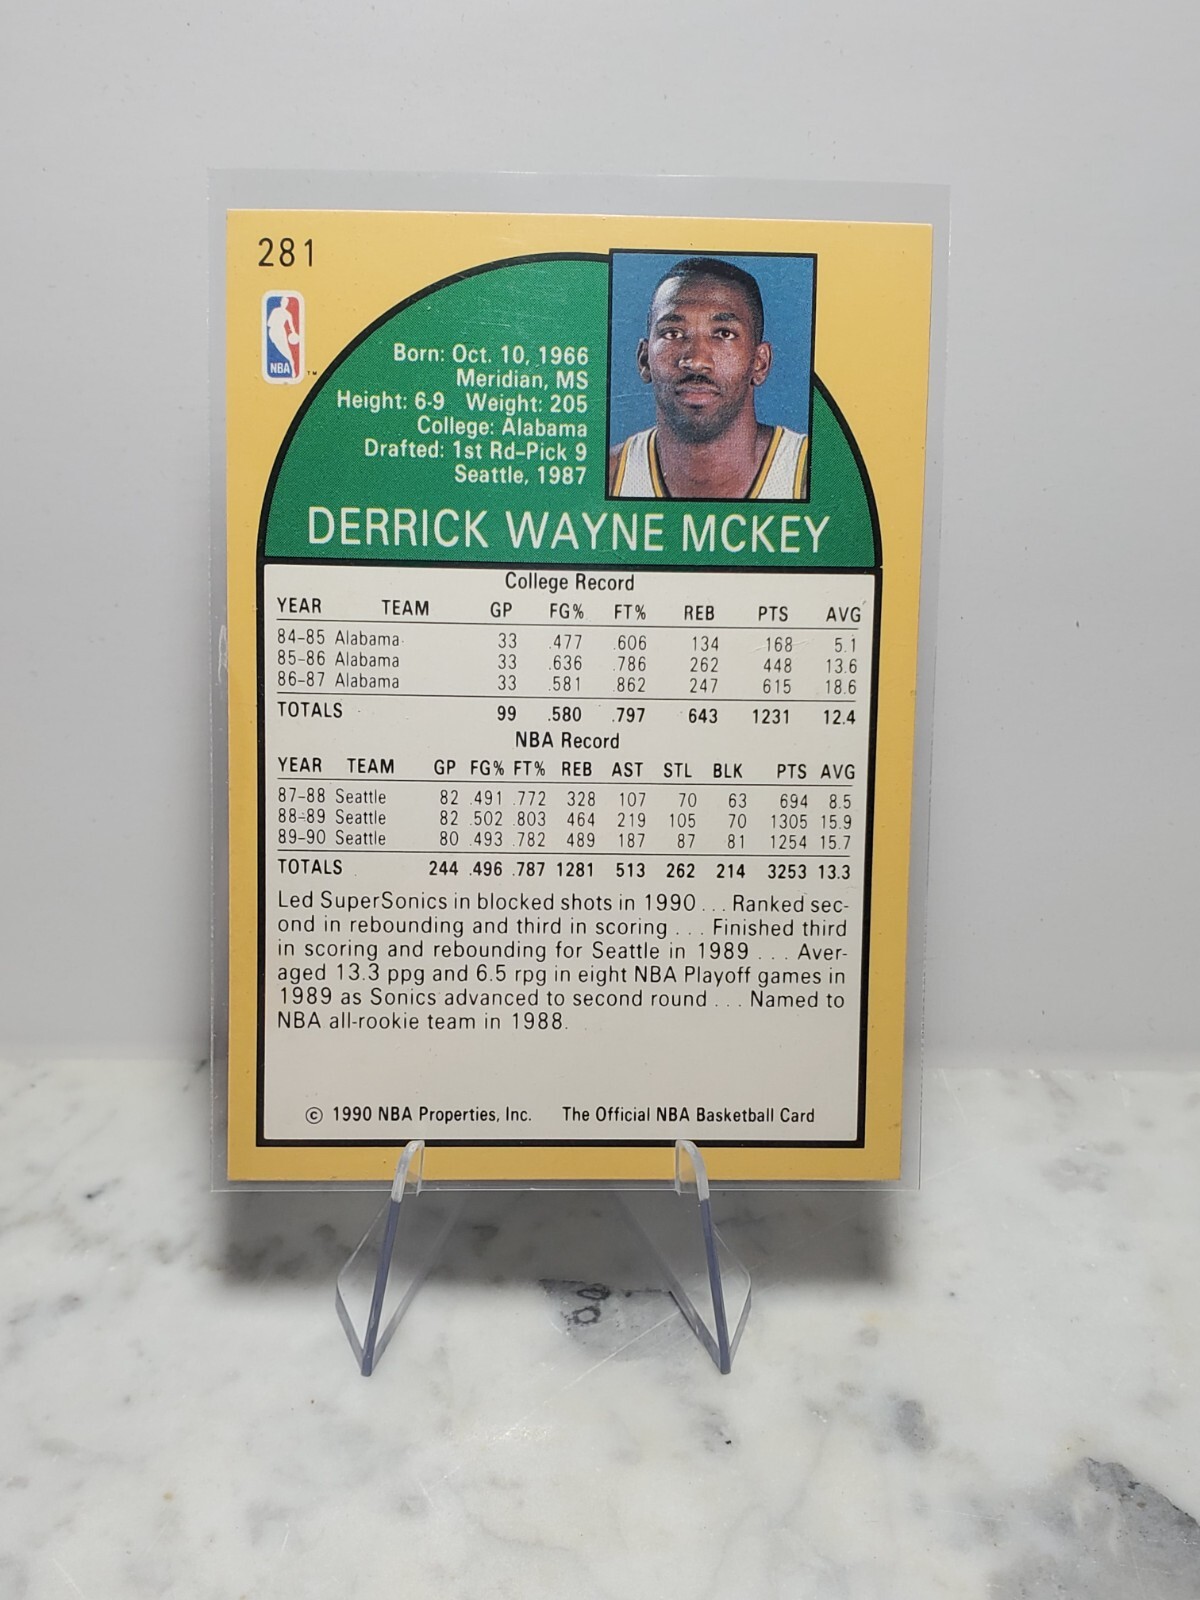 281
NBA
™
Born: Oct. 10, 1966
Meridian, MS
Height: 6-9 Weight: 205
College: Alabama
Drafted: 1st Rd-Pick 9
Seattle, 1987
DERRICK WAYNE MCKEY
College Record
YEAR TEAM GP FG% FT% REB PTS AVG
84-85 Alabama 33 .477 .606 134 168 5.1
85-86 Alabama 33 .636 .786 262 448 13.6
86-87 Alabama 33 .581 .862 247 615 18.6
TOTALS 99 .580 .797 643 1231 12.4
NBA Record
YEAR TEAM GP FG% FT% REB AST STL BLK PTS AVG
87-88 Seattle 82 .491 .772 328 107 70 63 694 8.5
88-89 Seattle 82 .502 .803 464 219 105 70 1305 15.9
89-90 Seattle 80 .493 .782 489 187 87 81 1254 15.7
TOTALS 244 .496 .787 1281 513 262 214 3253 13.3
Led SuperSonics in blocked shots in 1990 . . . Ranked sec-
ond in rebounding and third in scoring . . . Finished third
in scoring and rebounding for Seattle in 1989 . . . Aver-
aged 13.3 ppg and 6.5 rpg in eight NBA Playoff games in
1989 as Sonics advanced to second round . . . Named to
NBA all-rookie team in 1988.
© 1990 NBA Properties, Inc. The Official NBA Basketball Card